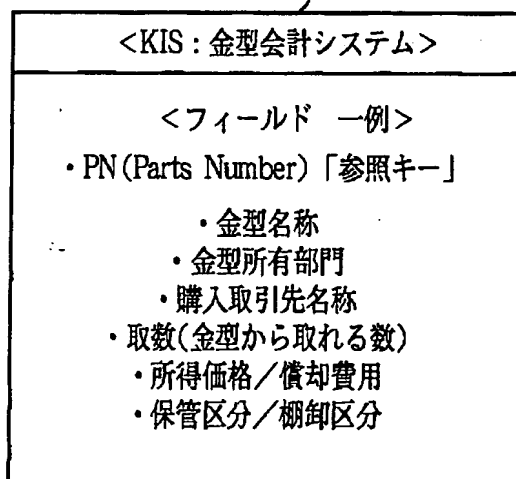 <KIS：金型会計システム>
<フィールド　一例>
・PN(Parts Number)「参照キー」
・金型名称
・金型所有部門
・購入取引先名称
・取数(金型から取れる数)
・所得価格／償却費用
・保管区分／棚卸区分